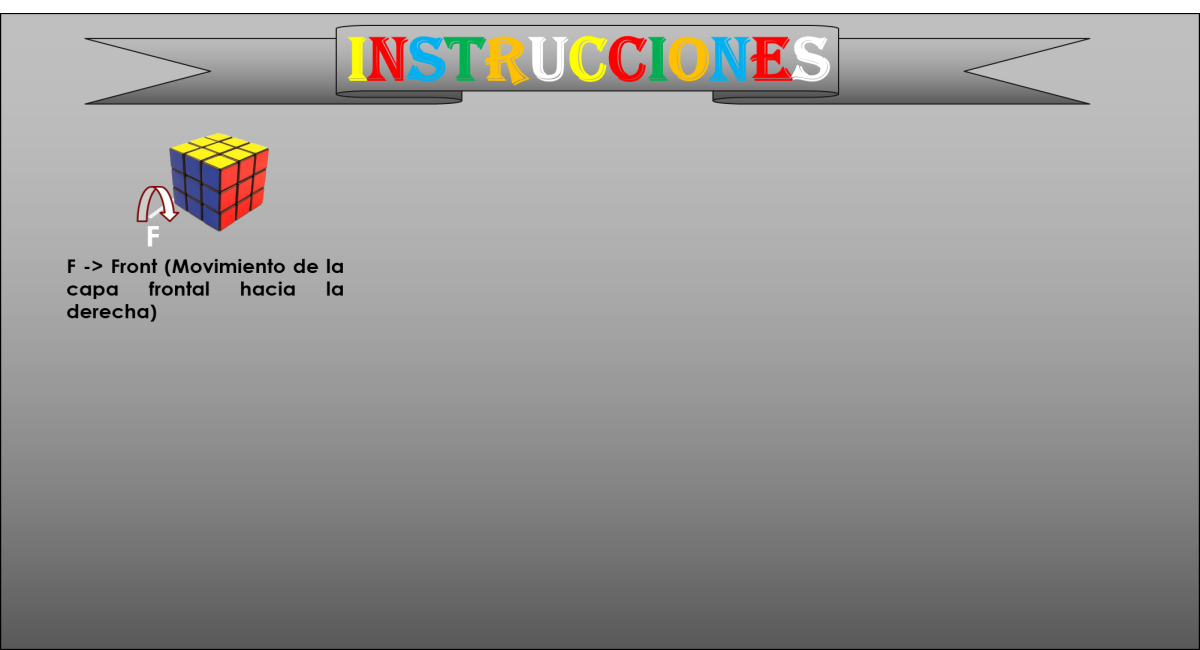 INSTRUCCIONES
F
F -> Front (Movimiento de la
capa frontal hacia la
derecha)